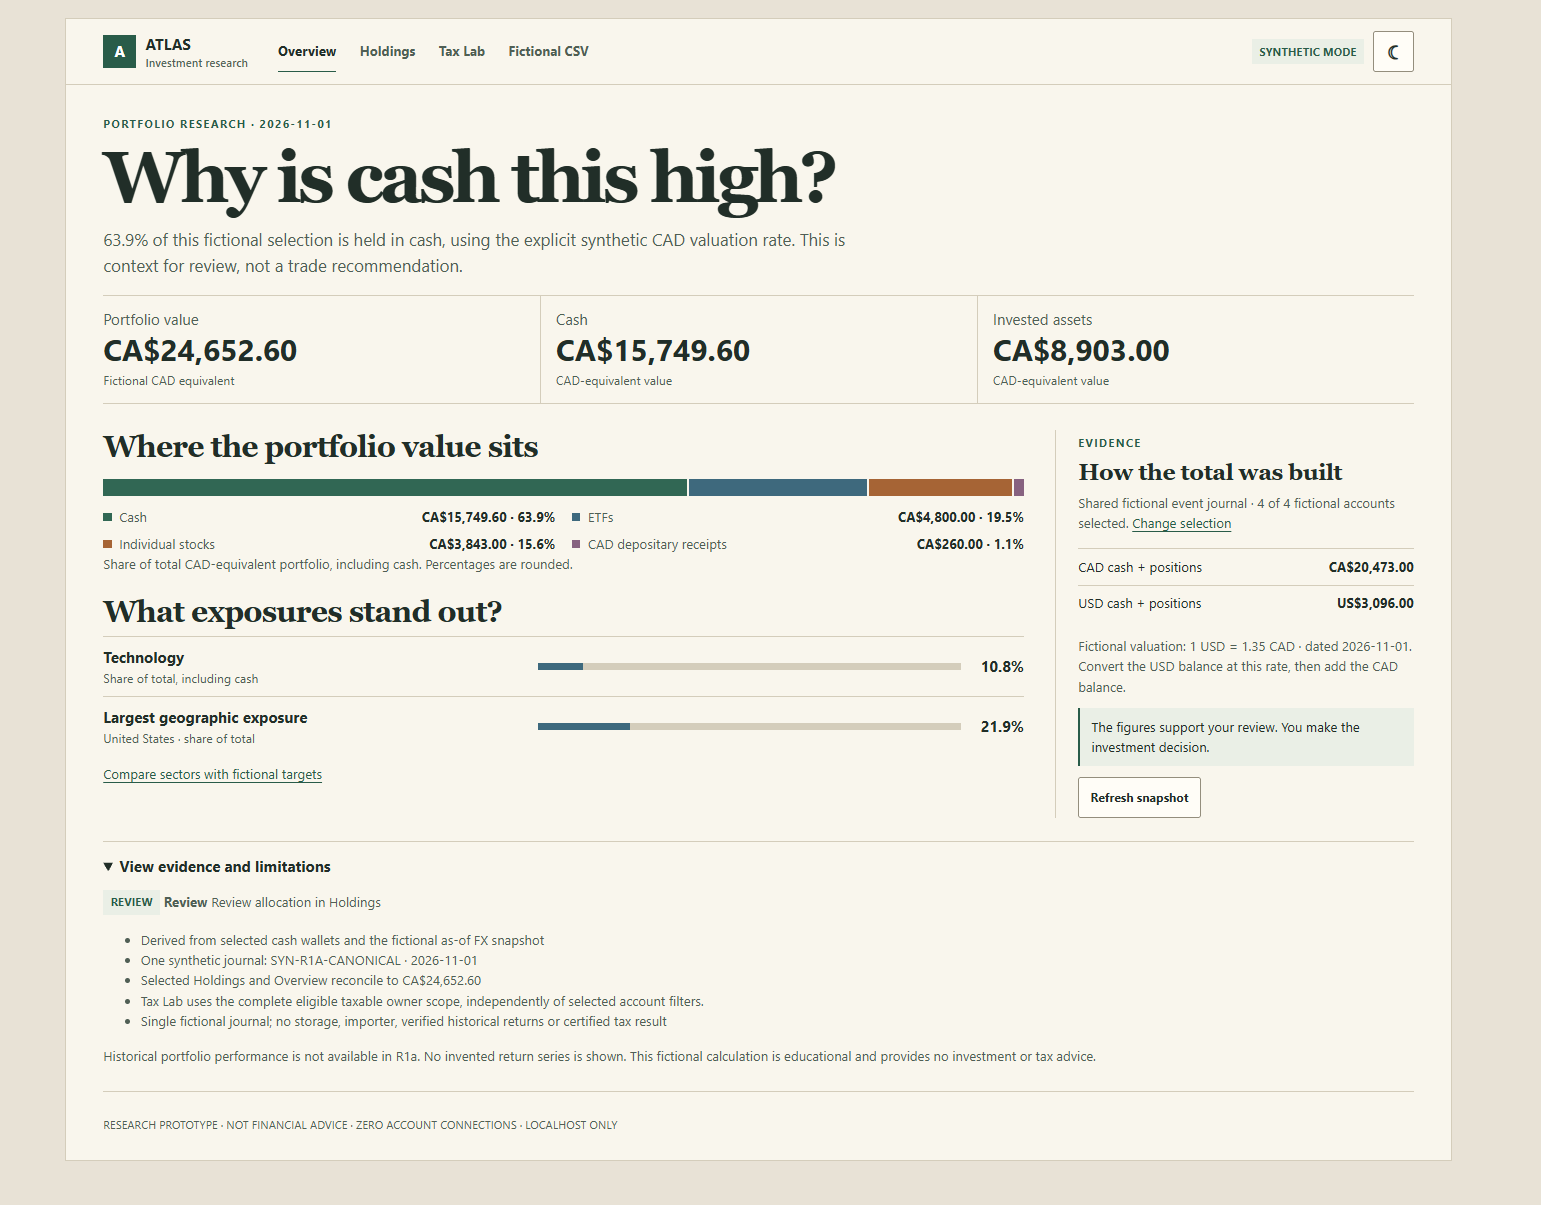 A
ATLAS
Investment research
Overview
Holdings
Tax Lab
Fictional CSV
SYNTHETIC MODE
PORTFOLIO RESEARCH · 2026-11-01
Why is cash this high?
63.9% of this fictional selection is held in cash, using the explicit synthetic CAD valuation rate. This is
context for review, not a trade recommendation.
Portfolio value
CA$24,652.60
Fictional CAD equivalent
Cash
CA$15,749.60
CAD-equivalent value
Invested assets
CA$8,903.00
CAD-equivalent value
Where the portfolio value sits
Cash CA$15,749.60 · 63.9%
ETFs CA$4,800.00 · 19.5%
Individual stocks CA$3,843.00 · 15.6%
CAD depositary receipts CA$260.00 · 1.1%
Share of total CAD-equivalent portfolio, including cash. Percentages are rounded.
What exposures stand out?
Technology
Share of total, including cash
10.8%
Largest geographic exposure
United States · share of total
21.9%
Compare sectors with fictional targets
EVIDENCE
How the total was built
Shared fictional event journal · 4 of 4 fictional accounts
selected. Change selection
CAD cash + positions CA$20,473.00
USD cash + positions US$3,096.00
Fictional valuation: 1 USD = 1.35 CAD · dated 2026-11-01.
Convert the USD balance at this rate, then add the CAD
balance.
The figures support your review. You make the
investment decision.
Refresh snapshot
▼ View evidence and limitations
REVIEW Review Review allocation in Holdings
• Derived from selected cash wallets and the fictional as-of FX snapshot
• One synthetic journal: SYN-R1A-CANONICAL · 2026-11-01
• Selected Holdings and Overview reconcile to CA$24,652.60
• Tax Lab uses the complete eligible taxable owner scope, independently of selected account filters.
• Single fictional journal; no storage, importer, verified historical returns or certified tax result
Historical portfolio performance is not available in R1a. No invented return series is shown. This fictional calculation is educational and provides no investment or tax advice.
RESEARCH PROTOTYPE · NOT FINANCIAL ADVICE · ZERO ACCOUNT CONNECTIONS · LOCALHOST ONLY